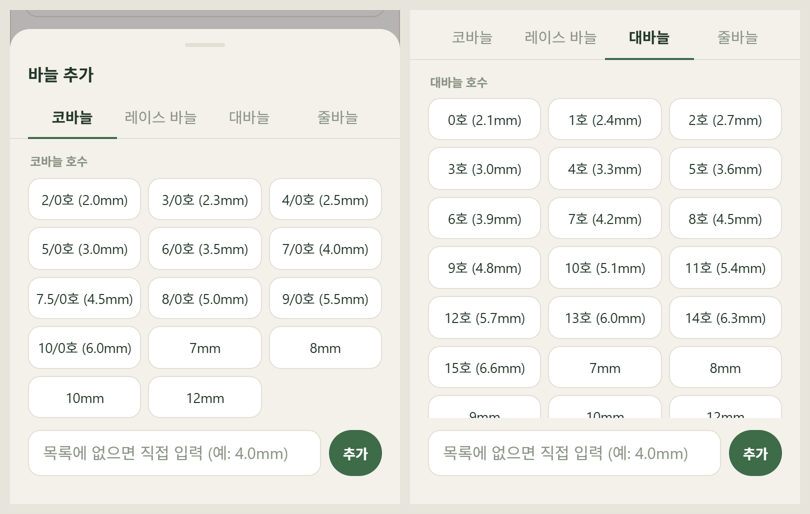 바늘 추가
코바늘 레이스 바늘 대바늘 줄바늘
코바늘 호수
2/0호 (2.0mm) 3/0호 (2.3mm) 4/0호 (2.5mm)
5/0호 (3.0mm) 6/0호 (3.5mm) 7/0호 (4.0mm)
7.5/0호 (4.5mm) 8/0호 (5.0mm) 9/0호 (5.5mm)
10/0호 (6.0mm) 7mm 8mm
10mm 12mm
목록에 없으면 직접 입력 (예: 4.0mm) 추가
코바늘 레이스 바늘 대바늘 줄바늘
대바늘 호수
0호 (2.1mm) 1호 (2.4mm) 2호 (2.7mm)
3호 (3.0mm) 4호 (3.3mm) 5호 (3.6mm)
6호 (3.9mm) 7호 (4.2mm) 8호 (4.5mm)
9호 (4.8mm) 10호 (5.1mm) 11호 (5.4mm)
12호 (5.7mm) 13호 (6.0mm) 14호 (6.3mm)
15호 (6.6mm) 7mm 8mm
9mm 10mm 12mm
목록에 없으면 직접 입력 (예: 4.0mm) 추가